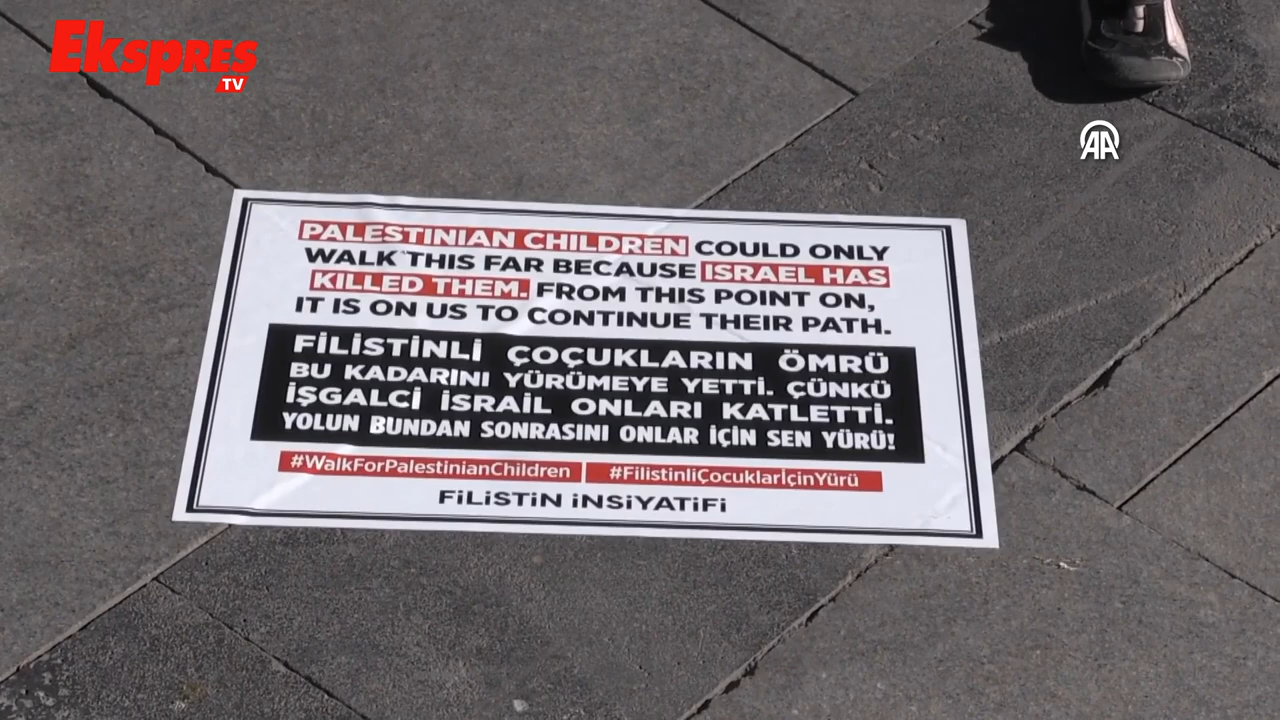 Ekspres
TV
AA
PALESTINIAN CHILDREN COULD ONLY
WALK THIS FAR BECAUSE ISRAEL HAS
KILLED THEM. FROM THIS POINT ON,
IT IS ON US TO CONTINUE THEIR PATH.
FİLİSTİNLİ ÇOÇUKLARIN ÖMRÜ
BU KADARINI YÜRÜMEYE YETTİ. ÇÜNKÜ
İŞGALCİ İSRAİL ONLARI KATLETTİ.
YOLUN BUNDAN SONRASINI ONLAR İÇİN SEN YÜRÜ!
#WalkForPalestinianChildren #FilistinliÇocuklarİçinYürü
FİLİSTİN İNSİYATİFİ